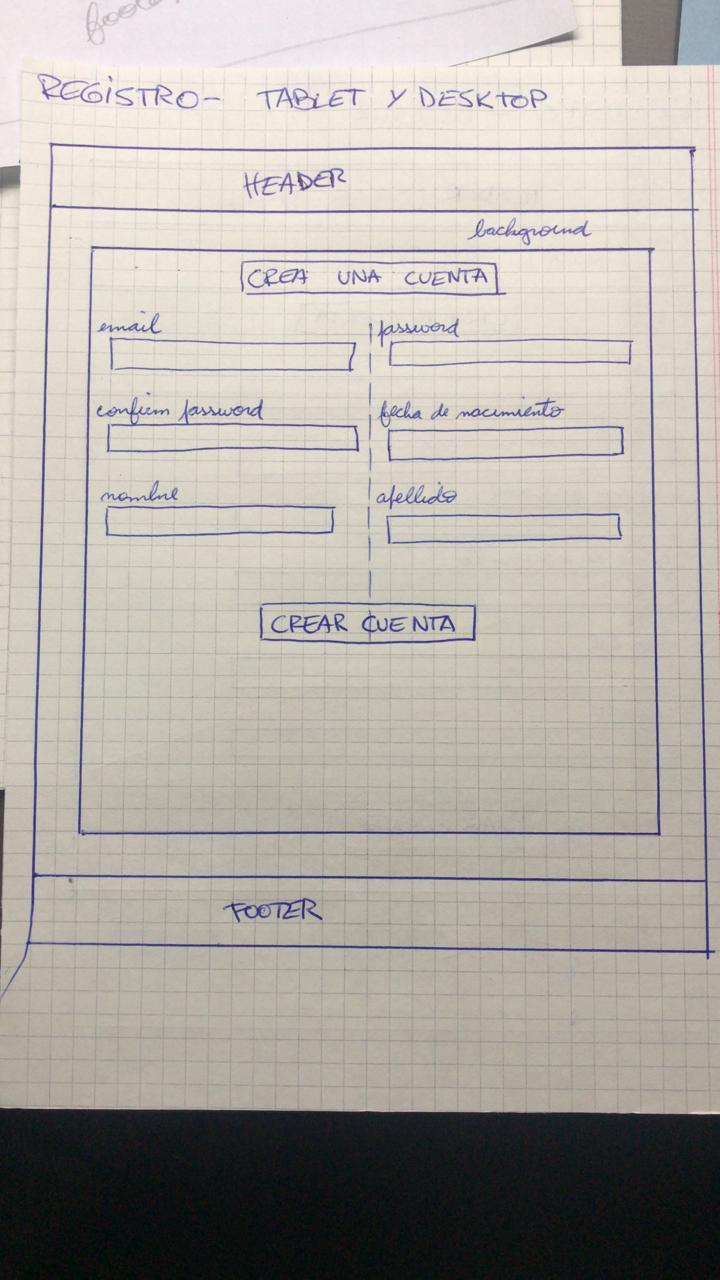 REGISTRO- TABLET Y DESKTOP
HEADER
background
CREA UNA CUENTA
email
password
confirm password
fecha de nacimiento
nombre
apellido
CREAR CUENTA
FOOTER